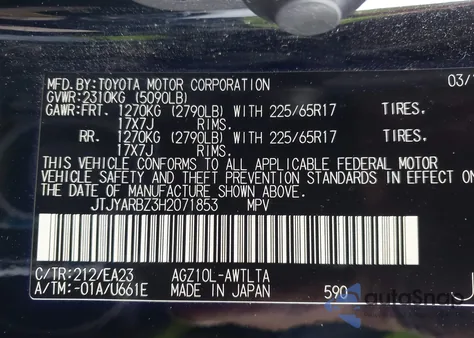 MFD.BY:TOYOTA MOTOR CORPORATION 03/1
GVWR:2310KG (5090LB)
GAWR:FRT. 1270KG (2790LB) WITH 225/65R17 TIRES.
17X7J RIMS.
RR. 1270KG (2790LB) WITH 225/65R17 TIRES.
17X7J RIMS.
THIS VEHICLE CONFORMS TO ALL APPLICABLE FEDERAL MOTOR
VEHICLE SAFETY AND THEFT PREVENTION STANDARDS IN EFFECT ON
THE DATE OF MANUFACTURE SHOWN ABOVE.
JTJYARBZ3H2071853 MPV
C/TR:212/EA23 AGZ10L-AWTLTA
A/TM:-01A/U661E MADE IN JAPAN 590